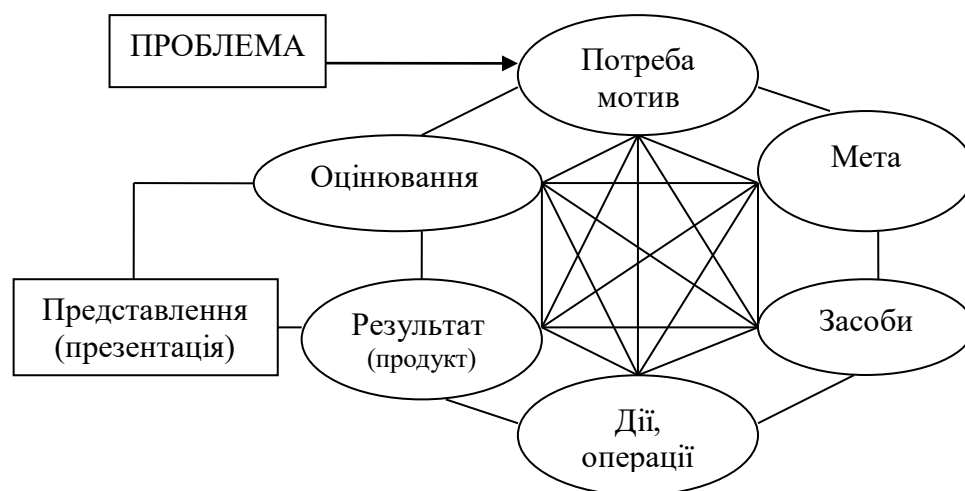 ПРОБЛЕМА
Потреба
мотив
Оцінювання
Мета
Представлення
(презентація)
Результат
(продукт)
Засоби
Дії,
операції